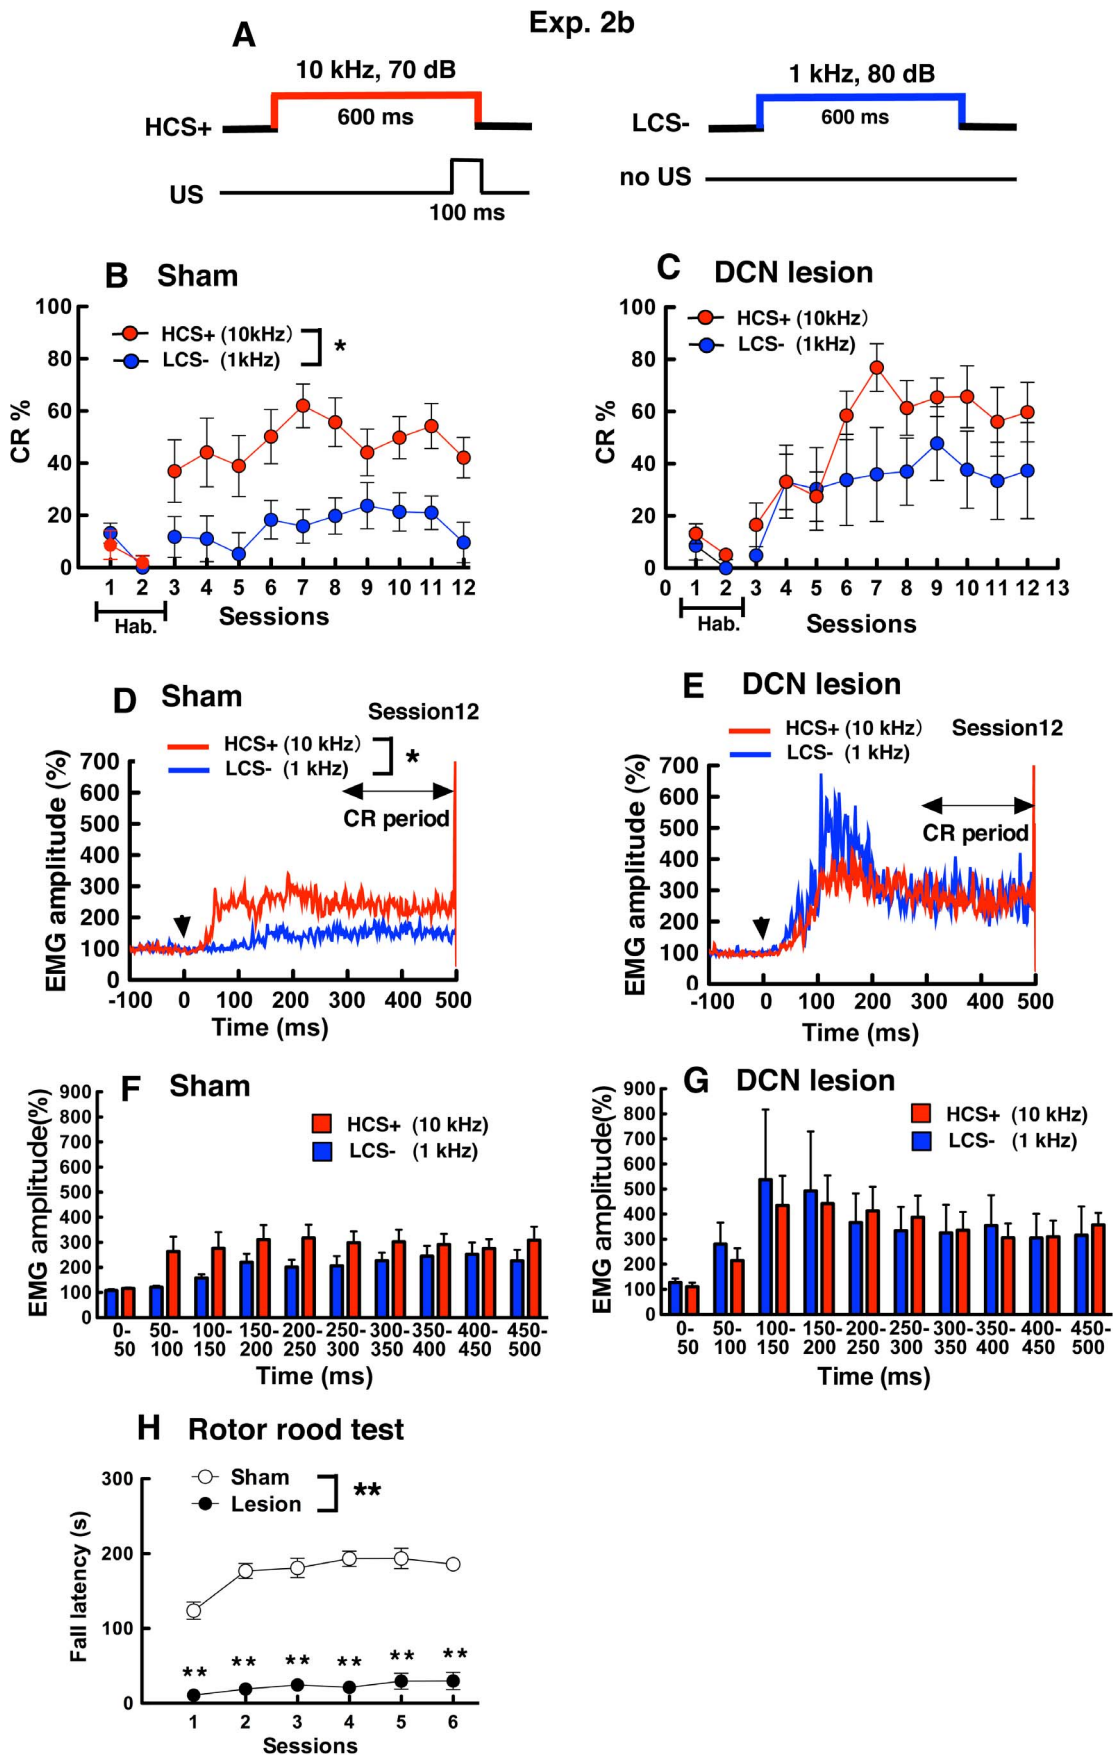 Exp. 2b
A
10 kHz, 70 dB
HCS+
600 ms
US
100 ms
1 kHz, 80 dB
LCS-
600 ms
no US
B Sham
HCS+ (10kHz)
LCS- (1kHz)
*
CR %
100
80
60
40
20
0
1 2 3 4 5 6 7 8 9 10 11 12
Hab.
Sessions
C DCN lesion
HCS+ (10kHz)
LCS- (1kHz)
CR %
100
80
60
40
20
0
0 1 2 3 4 5 6 7 8 9 10 11 12 13
Hab.
Sessions
D Sham
Session12
HCS+ (10 kHz)
LCS- (1 kHz)
*
CR period
EMG amplitude (%)
700
600
500
400
300
200
100
0
-100 0 100 200 300 400 500
Time (ms)
E DCN lesion
HCS+ (10 kHz)
LCS- (1 kHz)
Session12
CR period
EMG amplitude (%)
700
600
500
400
300
200
100
0
-100 0 100 200 300 400 500
Time (ms)
F Sham
HCS+ (10 kHz)
LCS- (1 kHz)
EMG amplitude(%)
900
800
700
600
500
400
300
200
100
0
0- 50- 100- 150- 200- 250- 300- 350- 400- 450-
50 100 150 200 250 300 350 400 450 500
Time (ms)
G DCN lesion
HCS+ (10 kHz)
LCS- (1 kHz)
EMG amplitude(%)
900
800
700
600
500
400
300
200
100
0
0- 50- 100- 150- 200- 250- 300- 350- 400- 450-
50 100 150 200 250 300 350 400 450 500
Time (ms)
H Rotor rood test
Sham
Lesion
**
Fall latency (s)
300
200
100
0
** ** ** ** ** **
1 2 3 4 5 6
Sessions